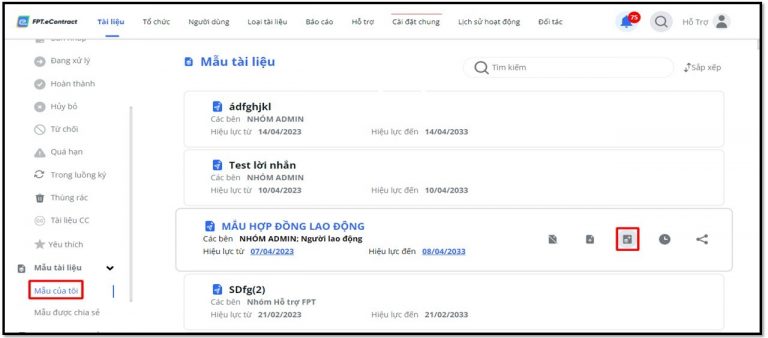 FPT.eContract
Tài liệu
Tổ chức
Người dùng
Loại tài liệu
Báo cáo
Hỗ trợ
Cài đặt chung
Lịch sử hoạt động
Đối tác
75
Hỗ Trợ
Đang xử lý
Hoàn thành
Hủy bỏ
Từ chối
Quá hạn
Trong luồng ký
Thùng rác
Tài liệu CC
Yêu thích
Mẫu tài liệu
Mẫu của tôi
Mẫu được chia sẻ
Mẫu tài liệu
Tìm kiếm
Sắp xếp
ádfghjkl
Các bên NHÓM ADMIN
Hiệu lực từ 14/04/2023 Hiệu lực đến 14/04/2033
Test lời nhắn
Các bên NHÓM ADMIN
Hiệu lực từ 10/04/2023 Hiệu lực đến 10/04/2033
MẪU HỢP ĐỒNG LAO ĐỘNG
Các bên NHÓM ADMIN; Người lao động
Hiệu lực từ 07/04/2023 Hiệu lực đến 08/04/2033
SDfg(2)
Các bên Nhóm Hỗ trợ FPT
Hiệu lực từ 21/02/2023 Hiệu lực đến 21/02/2033